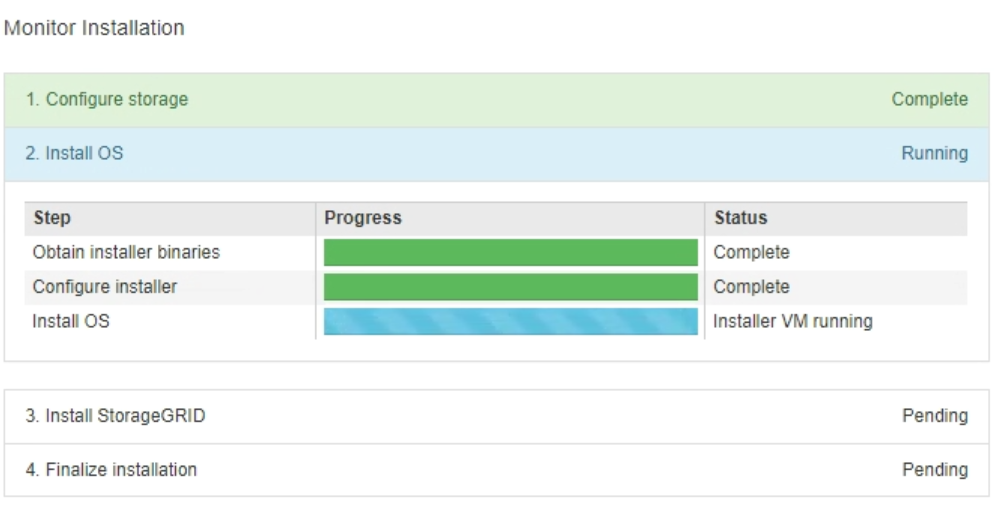 Monitor Installation
1. Configure storage Complete
2. Install OS Running
Step Progress Status
Obtain installer binaries Complete
Configure installer Complete
Install OS Installer VM running
3. Install StorageGRID Pending
4. Finalize installation Pending